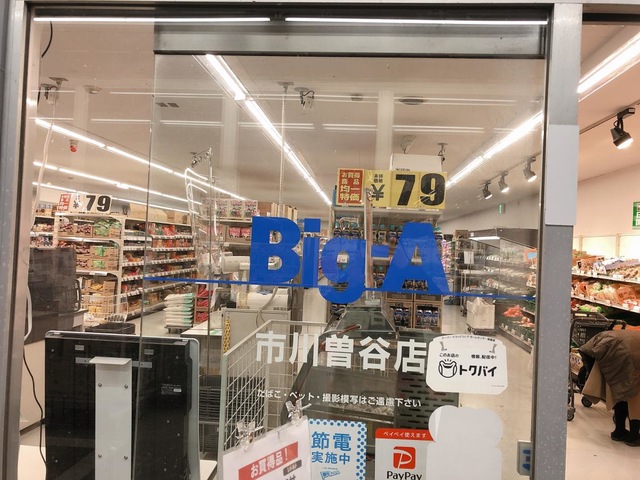 79
お買得
商品
均一
特価
79
Big-A
市川曽谷店
このお店の 情報、配信中!
トクバイ
たばこ・ペット・撮影模写はご遠慮下さい
節電
実施中
ペイペイ使えます
PayPay
お買得品!